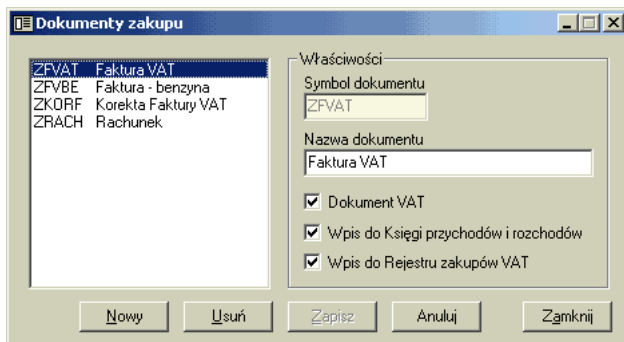 Dokumenty zakupu
ZFVAT Faktura VAT
ZFVBE Faktura - benzyna
ZKORF Korekta Faktury VAT
ZRACH Rachunek
Właściwości
Symbol dokumentu
ZFVAT
Nazwa dokumentu
Faktura VAT
Dokument VAT
Wpis do Księgi przychodów i rozchodów
Wpis do Rejestru zakupów VAT
Nowy Usuń Zapisz Anuluj Zamknij